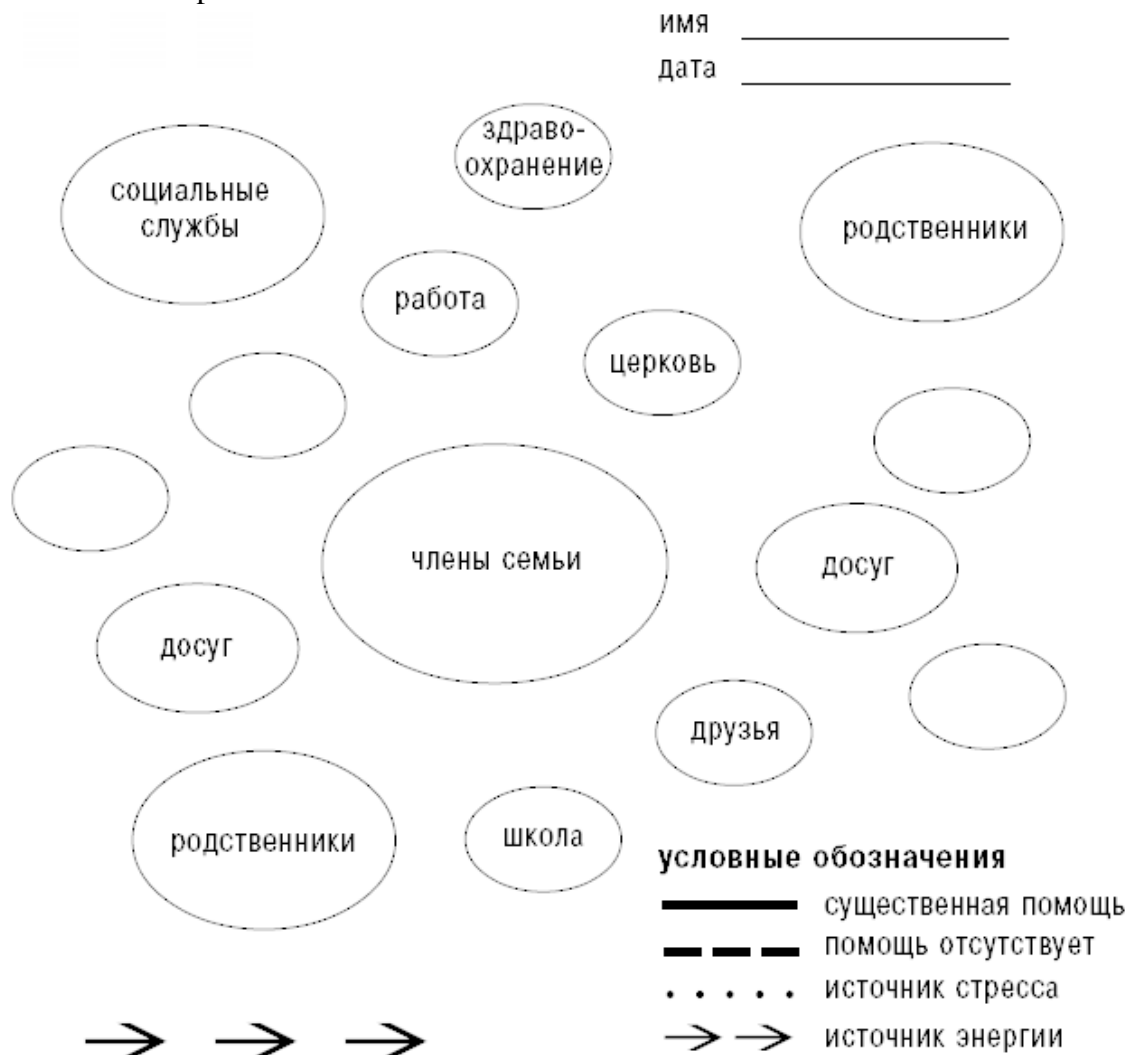 имя
дата
здраво-
охранение
социальные
службы
родственники
работа
церковь
члены семьи
досуг
досуг
друзья
родственники
школа
условные обозначения
существенная помощь
помощь отсутствует
источник стресса
источник энергии